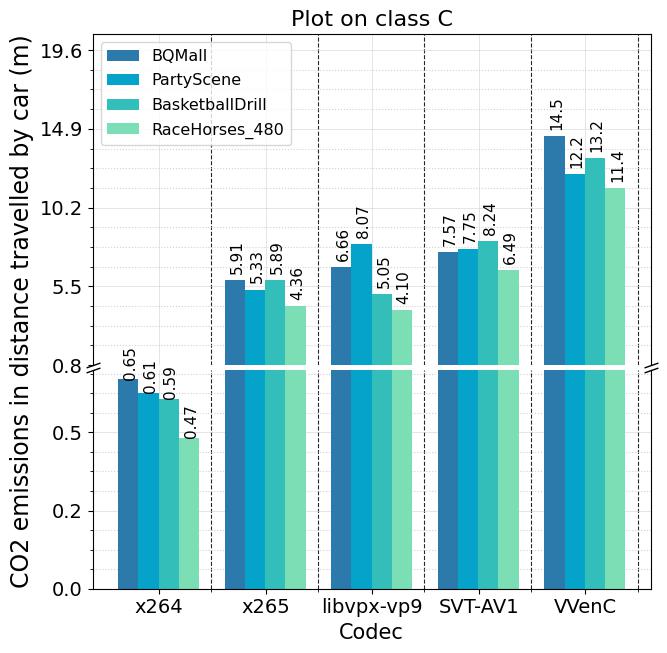 Plot on class C
CO2 emissions in distance travelled by car (m)
19.6
14.9
10.2
5.5
0.8
0.5
0.2
0.0
BQMall
PartyScene
BasketballDrill
RaceHorses_480
0.65
0.61
0.59
0.47
5.91
5.33
5.89
4.36
6.66
8.07
5.05
4.10
7.57
7.75
8.24
6.49
14.5
12.2
13.2
11.4
x264
x265
libvpx-vp9
SVT-AV1
VVenC
Codec